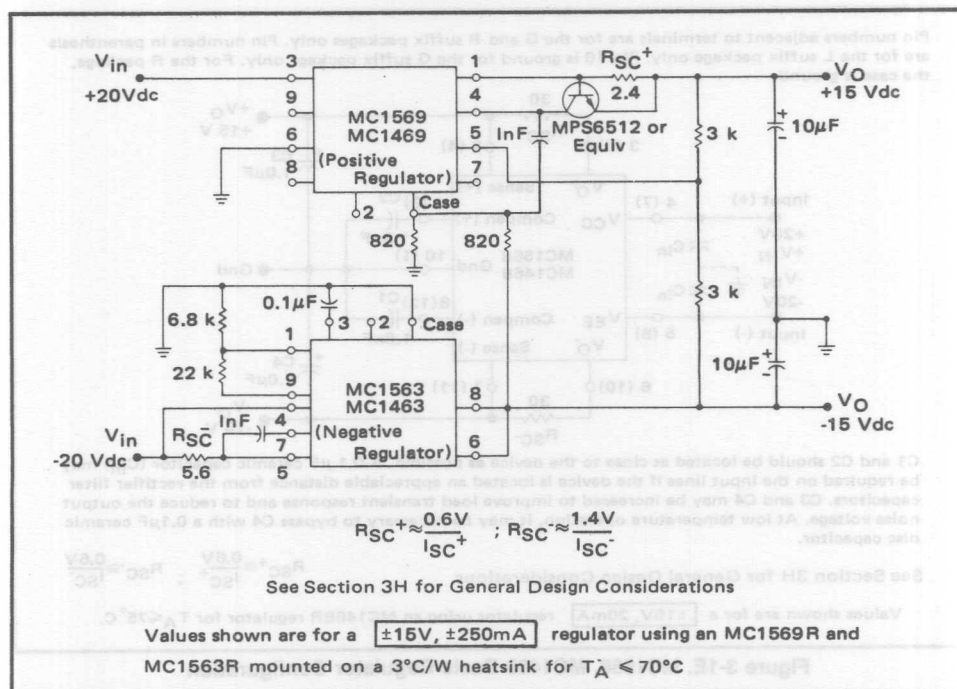 Vin
+20Vdc
3
9
6
8
MC1569
MC1469
(Positive
Regulator)
1
4
5
7
2
Case
820
820
InF
RSC+
2.4
MPS6512 or
Equiv
3 k
3 k
10µF
10µF
VO
+15 Vdc
6.8 k
22 k
0.1µF
3
2
Case
1
9
4
7
5
MC1563
MC1463
(Negative
Regulator)
8
6
InF
Vin
-20 Vdc
RSC-
5.6
VO
-15 Vdc
RSC+ ≈ 0.6V / ISC+ ; RSC- ≈ 1.4V / ISC-
See Section 3H for General Design Considerations
Values shown are for a ±15V, ±250mA regulator using an MC1569R and
MC1563R mounted on a 3°C/W heatsink for TA ≤ 70°C